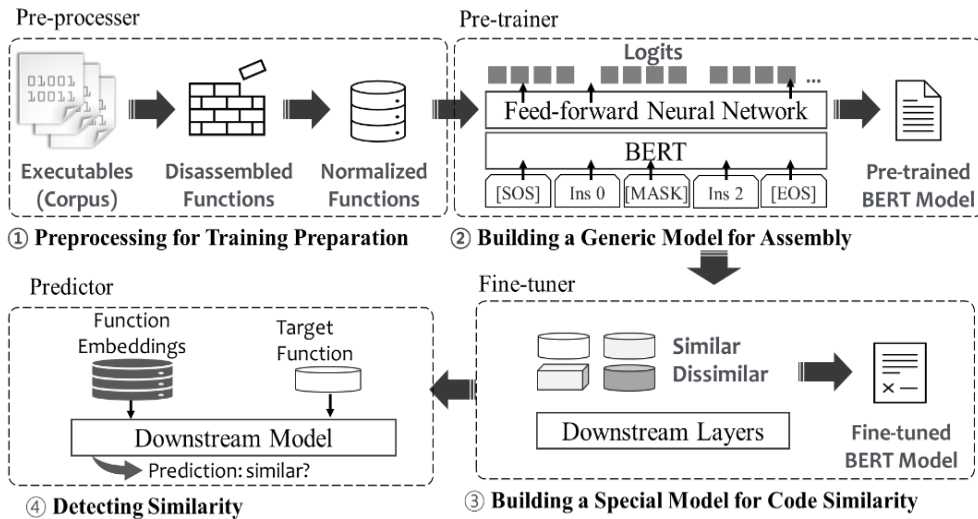 Pre-processer
01001
10011
Executables
(Corpus)
Disassembled
Functions
Normalized
Functions
① Preprocessing for Training Preparation
Pre-trainer
Logits
...
Feed-forward Neural Network
BERT
[SOS] Ins 0 [MASK] Ins 2 [EOS]
Pre-trained
BERT Model
② Building a Generic Model for Assembly
Predictor
Function
Embeddings
Target
Function
Downstream Model
Prediction: similar?
④ Detecting Similarity
Fine-tuner
Similar
Dissimilar
Downstream Layers
Fine-tuned
BERT Model
③ Building a Special Model for Code Similarity